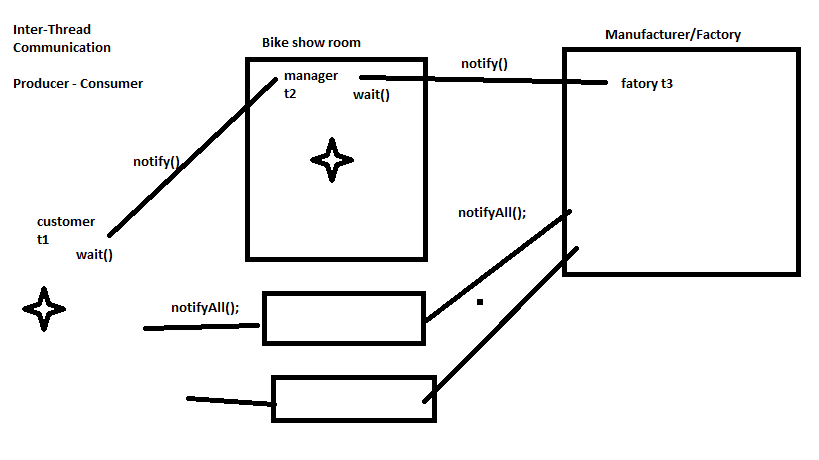 Inter-Thread
Communication
Producer - Consumer
Bike show room
Manufacturer/Factory
manager
t2
wait()
notify()
fatory t3
notify()
customer
t1
wait()
notifyAll();
notifyAll();